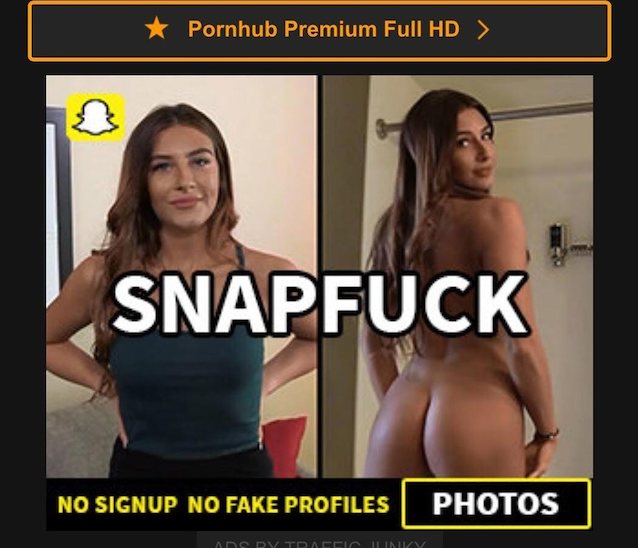 Pornhub Premium Full HD
SNAPFUCK
NO SIGNUP NO FAKE PROFILES
PHOTOS
ADS BY TRAFFIC JUNKY